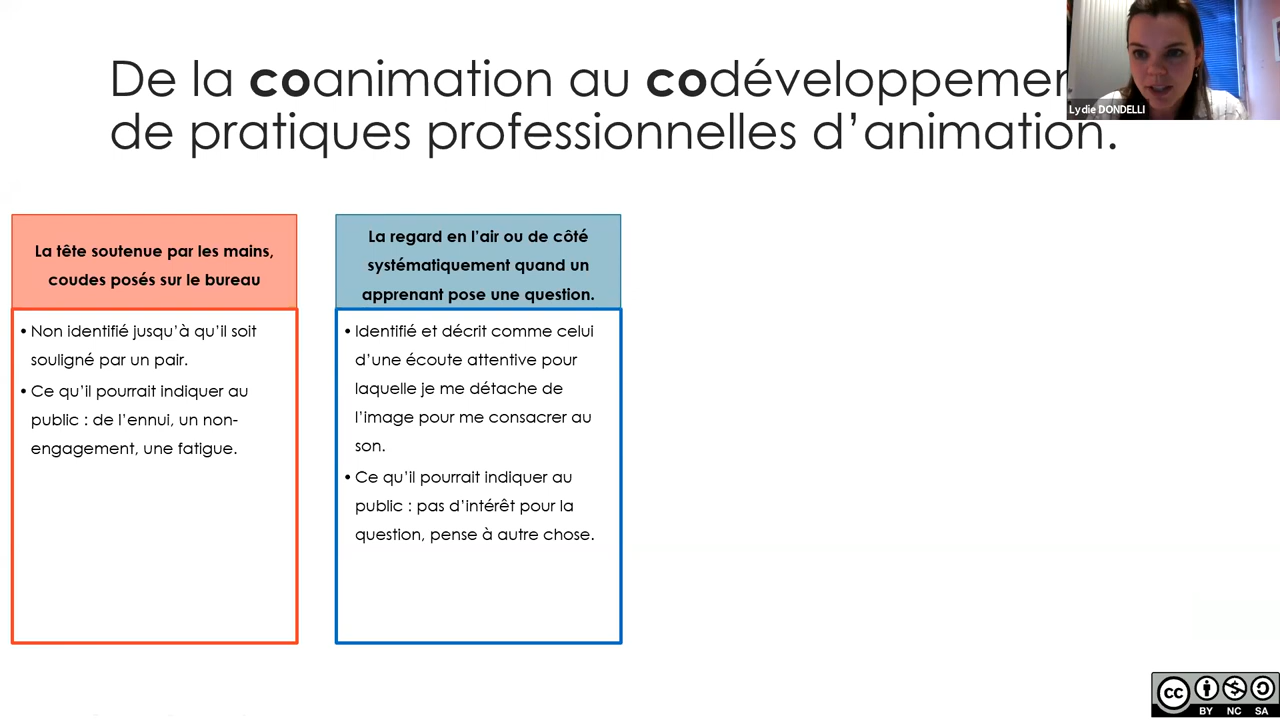 De la coanimation au codéveloppemen
de pratiques professionnelles d’animation.
Lydie DONDELLI
La tête soutenue par les mains,
coudes posés sur le bureau
• Non identifié jusqu’à qu’il soit
souligné par un pair.
• Ce qu’il pourrait indiquer au
public : de l’ennui, un non-
engagement, une fatigue.
La regard en l’air ou de côté
systématiquement quand un
apprenant pose une question.
• Identifié et décrit comme celui
d’une écoute attentive pour
laquelle je me détache de
l’image pour me consacrer au
son.
• Ce qu’il pourrait indiquer au
public : pas d’intérêt pour la
question, pense à autre chose.
cc
BY NC SA